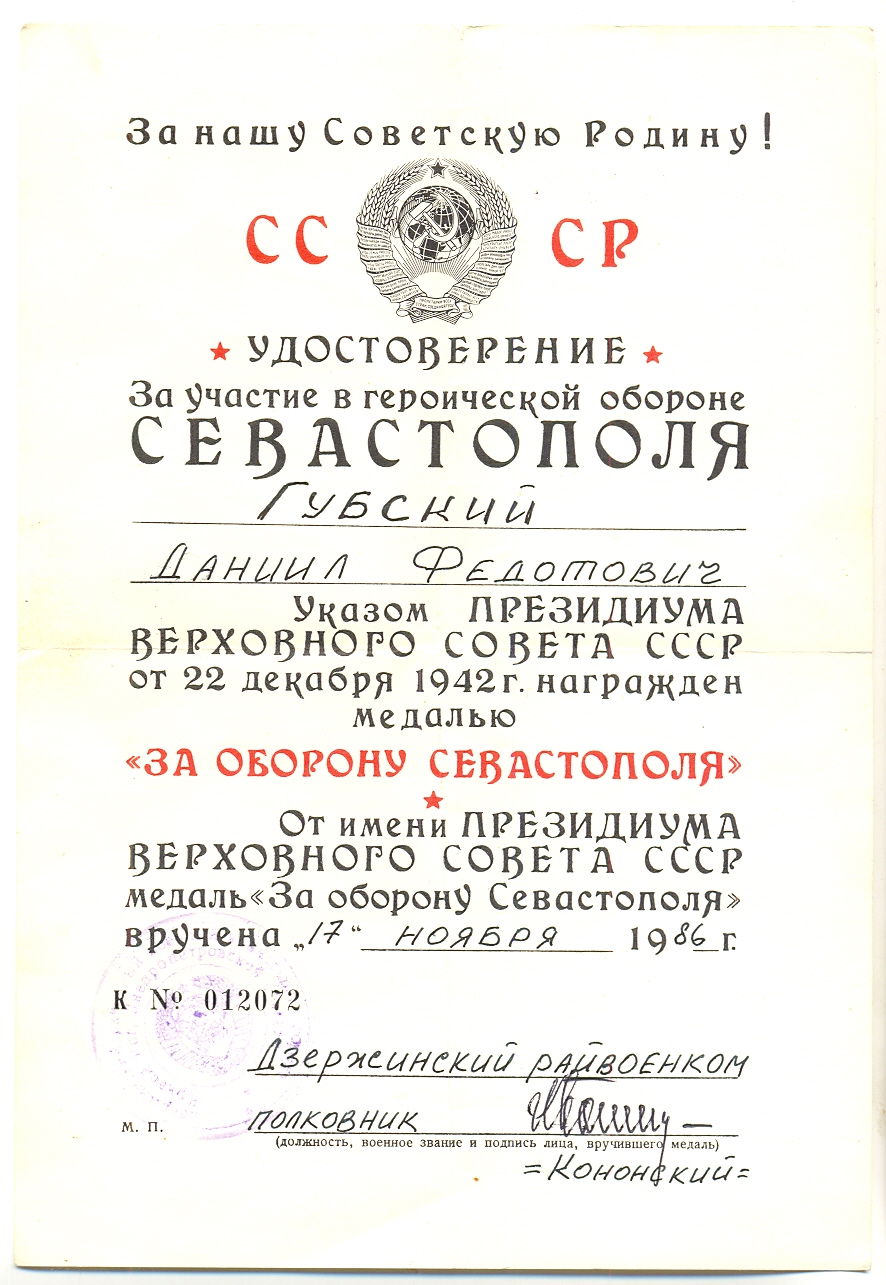 За нашу Советскую Родину!
СС СР
УДОСТОВЕРЕНИЕ
За участие в героической обороне
СЕВАСТОПОЛЯ
Губский
Даниил Федотович
Указом ПРЕЗИДИУМА
ВЕРХОВНОГО СОВЕТА СССР
от 22 декабря 1942 г. награжден
медалью
«ЗА ОБОРОНУ СЕВАСТОПОЛЯ»
От имени ПРЕЗИДИУМА
ВЕРХОВНОГО СОВЕТА СССР
медаль «За оборону Севастополя»
вручена „17“ ноября 1986 г.
К № 012072
Дзержинский райвоенком
полковник
м. п.
(должность, военное звание и подпись лица, вручившего медаль)
=Кононский=